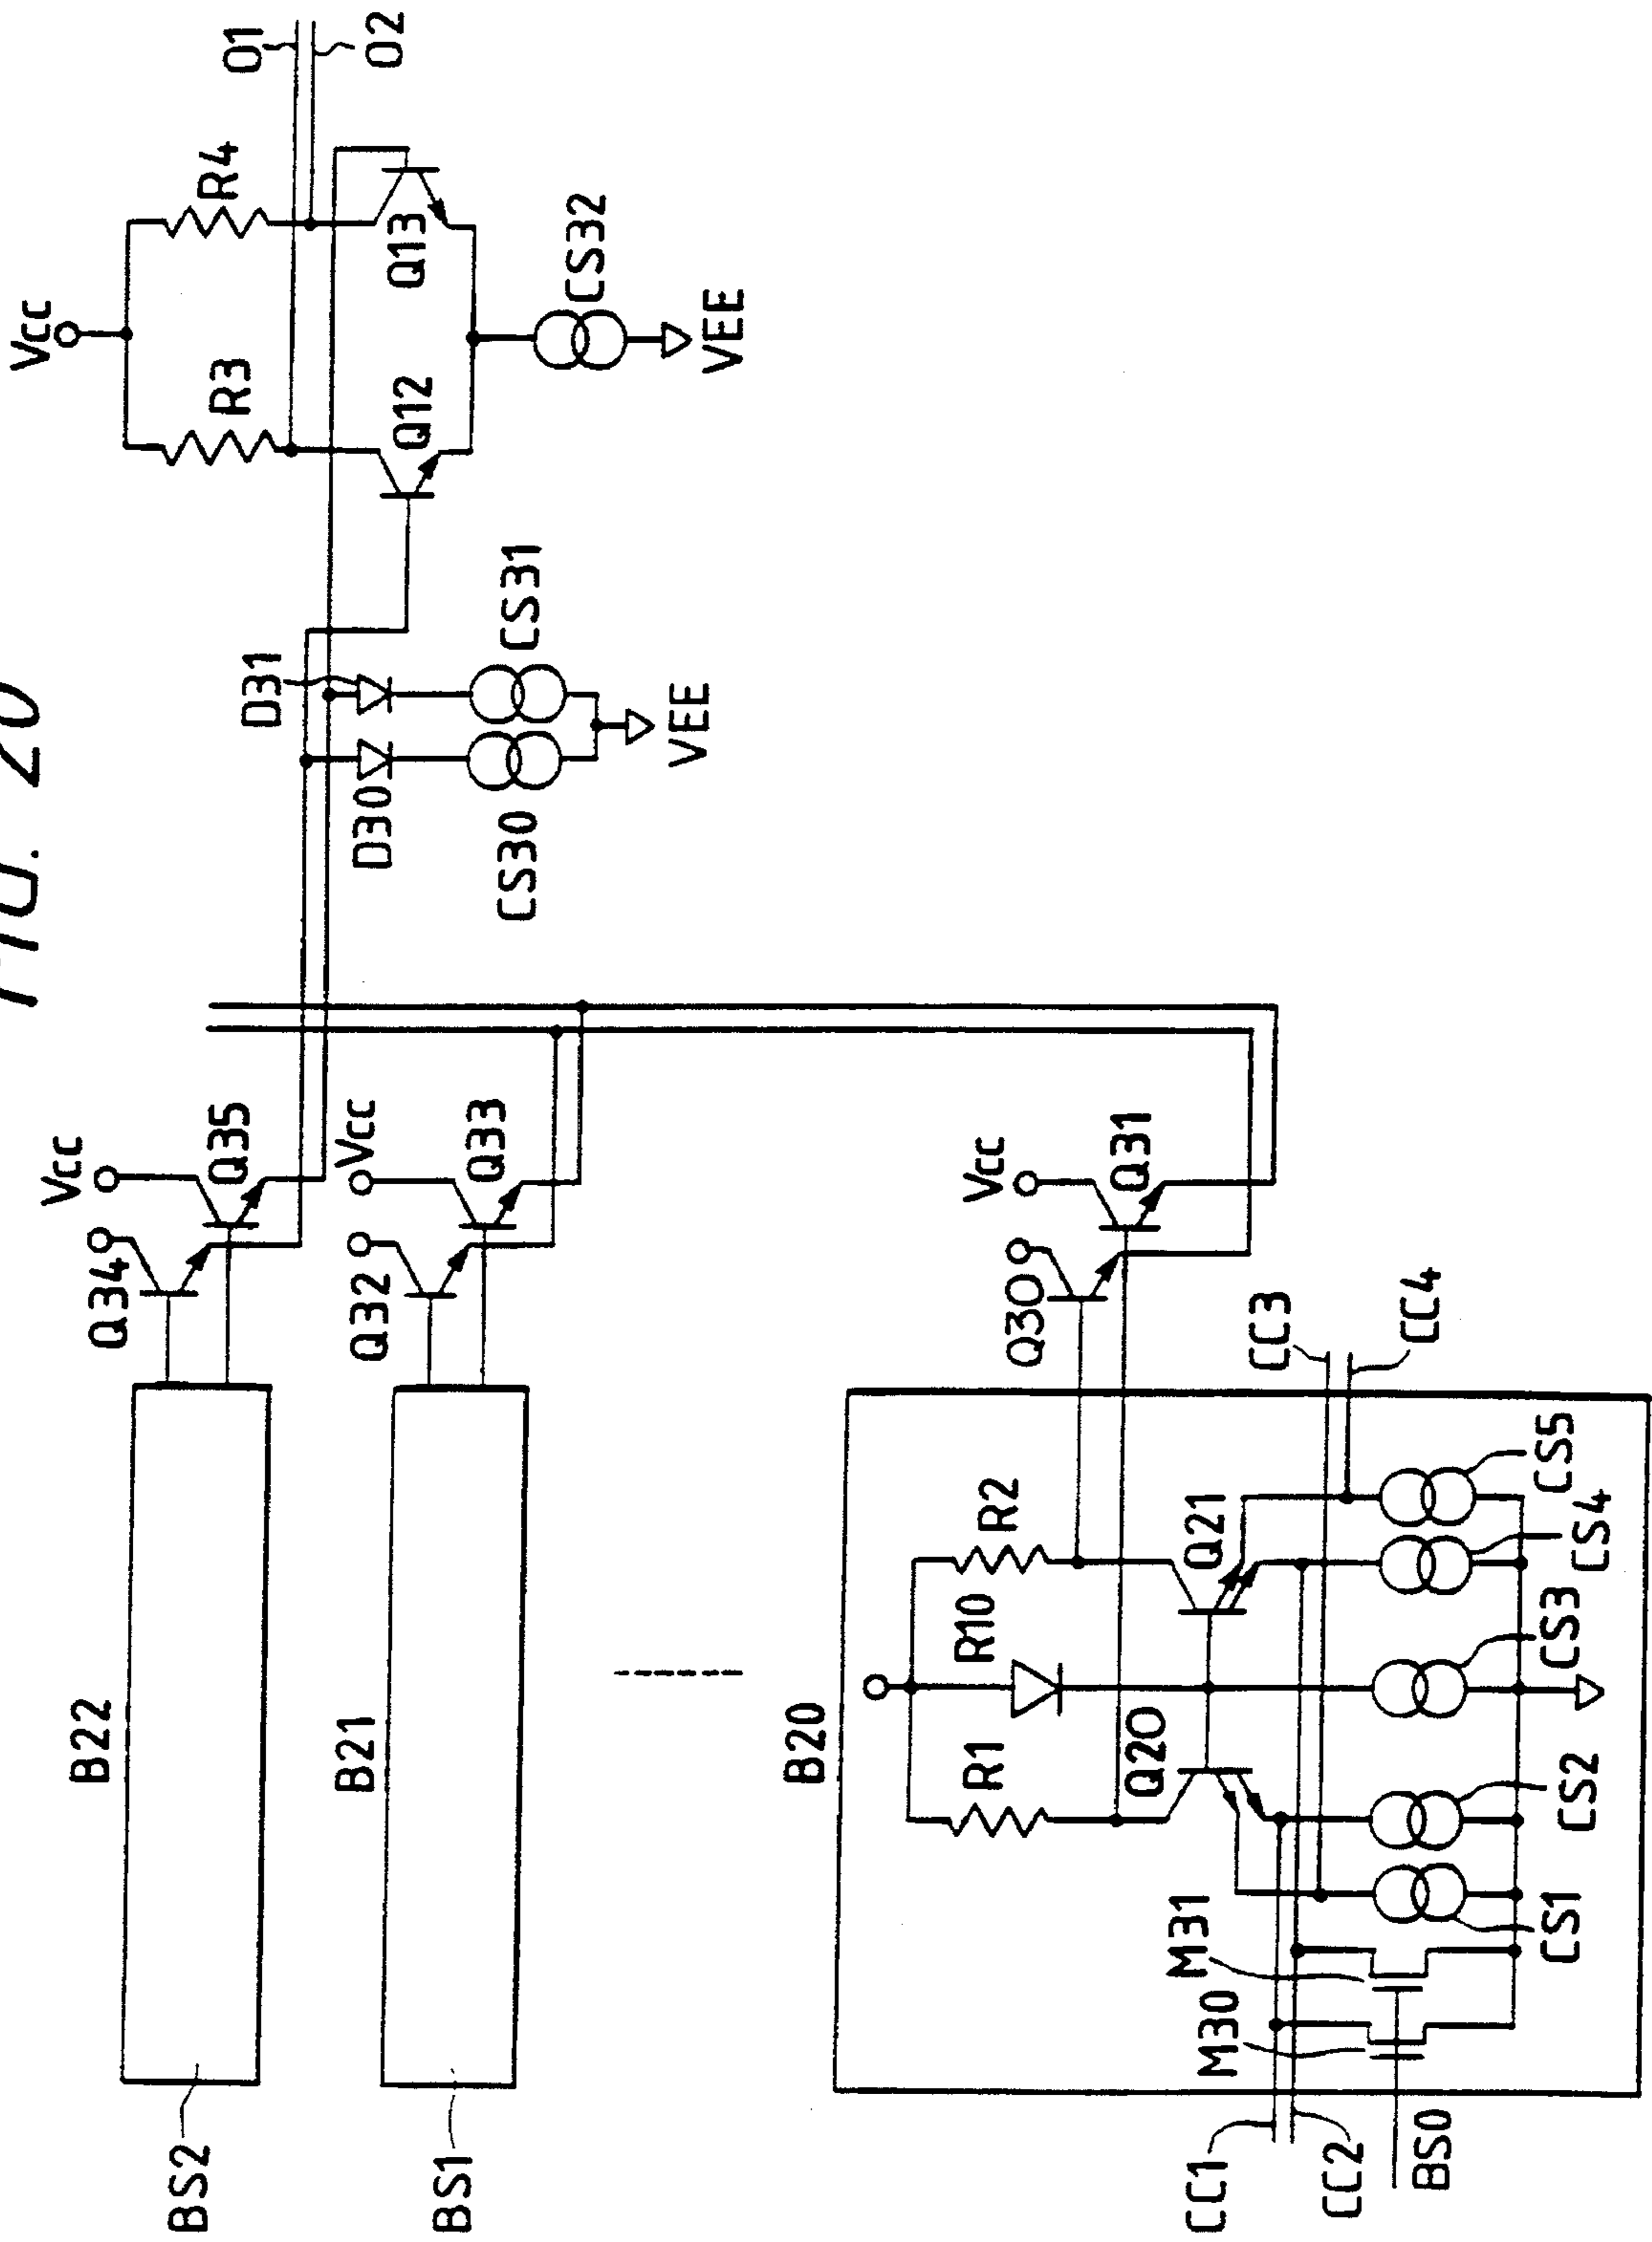 FIG. 20
Vcc
R3
R4
O1
O2
Q12
Q13
CS32
VEE
D31
D30
CS31
CS30
VEE
Vcc
Q34
Q35
B22
BS2
Vcc
Q32
Q33
B21
BS1
Vcc
Q30
Q31
B20
R1
R10
R2
Q20
Q21
CC3
CC4
M31
M30
CS1
CS2
CS3
CS4
CS5
CC1
CC2
BS0